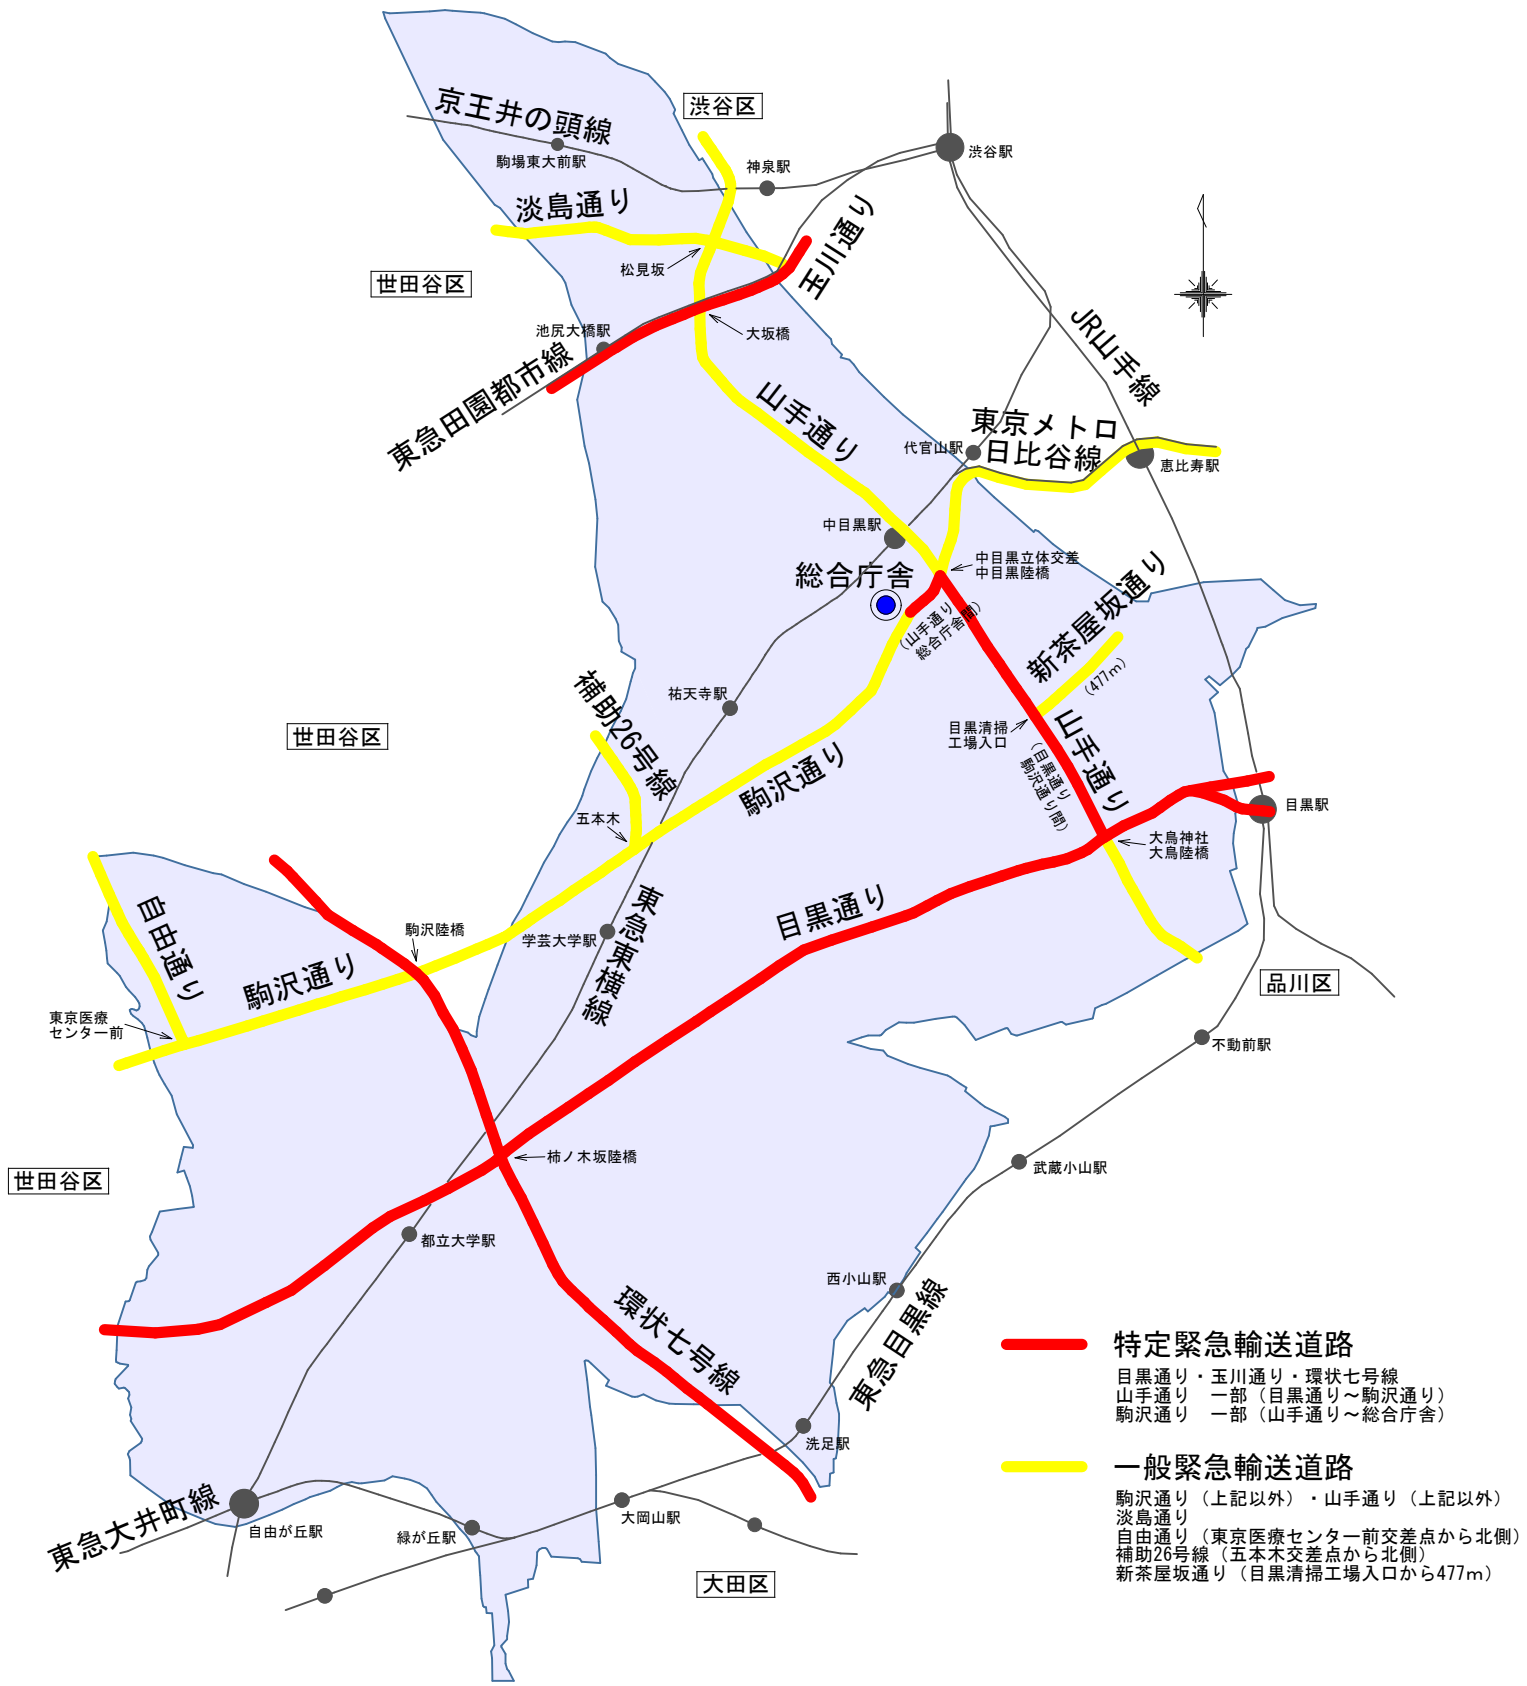 渋谷区
京王井の頭線
駒場東大前駅
神泉駅
渋谷駅
淡島通り
玉川通り
松見坂
世田谷区
池尻大橋駅
大坂橋
JR山手線
東急田園都市線
山手通り
東京メトロ
日比谷線
代官山駅
恵比寿駅
中目黒駅
中目黒立体交差
中目黒陸橋
総合庁舎
(山手通り
総合庁舎間)
新茶屋坂通り
(477m)
補助26号線
祐天寺駅
目黒清掃
工場入口
山手通り
(目黒通り
駒沢通り間)
世田谷区
駒沢通り
五本木
目黒駅
大鳥神社
大鳥陸橋
自由通り
駒沢陸橋
学芸大学駅
東急東横線
目黒通り
駒沢通り
品川区
東京医療
センター前
不動前駅
柿ノ木坂陸橋
武蔵小山駅
世田谷区
都立大学駅
西小山駅
環状七号線
東急目黒線
洗足駅
東急大井町線
自由が丘駅
緑が丘駅
大岡山駅
大田区
特定緊急輸送道路
目黒通り・玉川通り・環状七号線
山手通り 一部(目黒通り～駒沢通り)
駒沢通り 一部(山手通り～総合庁舎)
一般緊急輸送道路
駒沢通り(上記以外)・山手通り(上記以外)
淡島通り
自由通り(東京医療センター前交差点から北側)
補助26号線(五本木交差点から北側)
新茶屋坂通り(目黒清掃工場入口から477m)